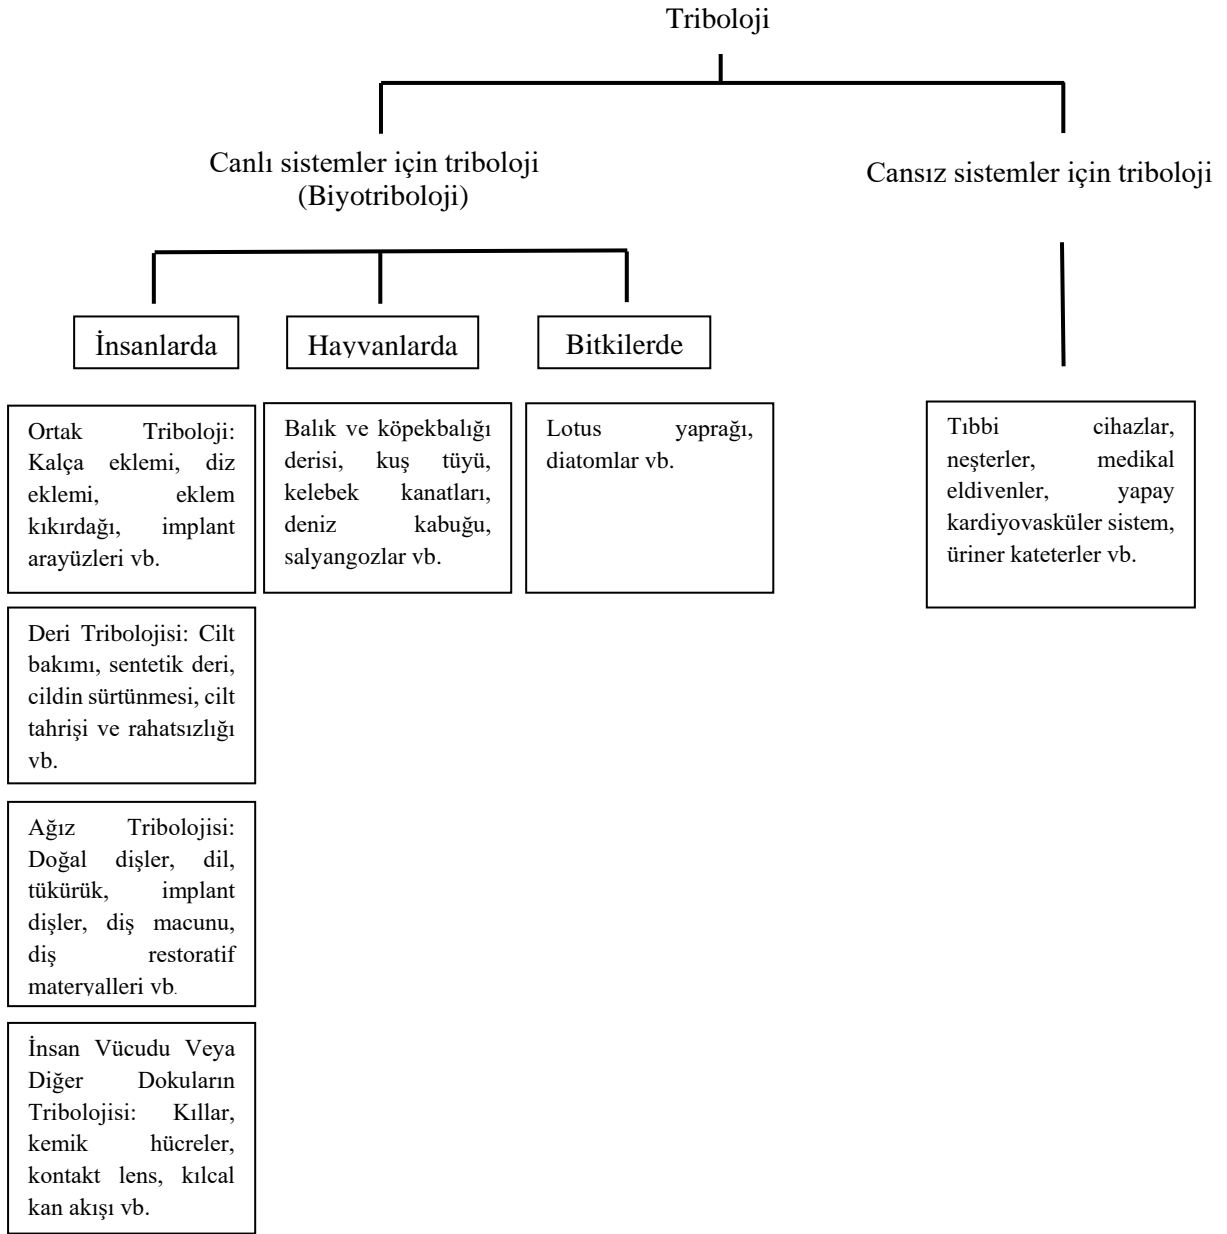 Triboloji
Canlı sistemler için triboloji
(Biyotriboloji)
Cansız sistemler için triboloji
İnsanlarda
Hayvanlarda
Bitkilerde
Ortak Triboloji:
Kalça eklemi, diz
eklemi, eklem
kıkırdağı, implant
arayüzleri vb.
Balık ve köpekbalığı
derisi, kuş tüyü,
kelebek kanatları,
deniz kabuğu,
salyangozlar vb.
Lotus yaprağı,
diatomlar vb.
Tıbbi cihazlar,
neşterler, medikal
eldivenler, yapay
kardiyovasküler sistem,
üriner kateterler vb.
Deri Tribolojisi: Cilt
bakımı, sentetik deri,
cildin sürtünmesi, cilt
tahrişi ve rahatsızlığı
vb.
Ağız Tribolojisi:
Doğal dişler, dil,
tükürük, implant
dişler, diş macunu,
diş restoratif
materyalleri vb.
İnsan Vücudu Veya
Diğer Dokuların
Tribolojisi: Kıllar,
kemik hücreler,
kontakt lens, kılcal
kan akışı vb.